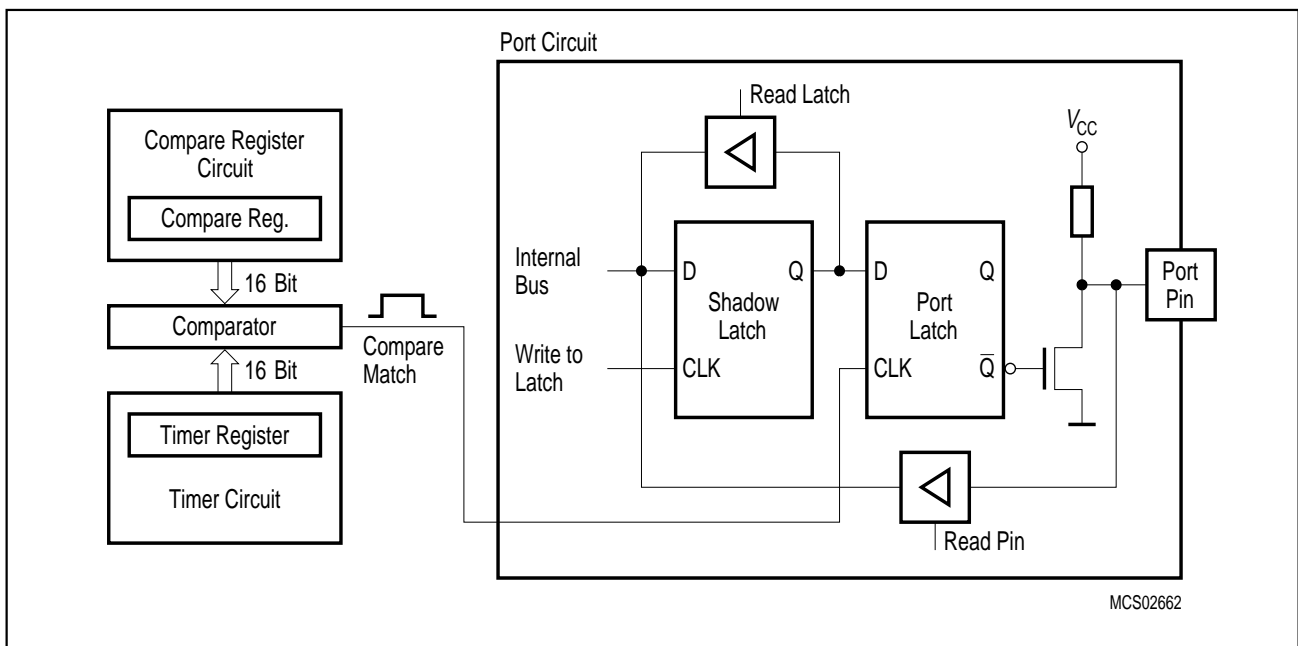 Port Circuit
Compare Register
Circuit
Compare Reg.
16 Bit
Comparator
16 Bit
Timer Register
Timer Circuit
Compare
Match
Read Latch
V
CC
Internal
Bus
Write to
Latch
D
Q
Shadow
Latch
CLK
D
Q
Port
Latch
CLK
Q̅
Port
Pin
Read Pin
MCS02662